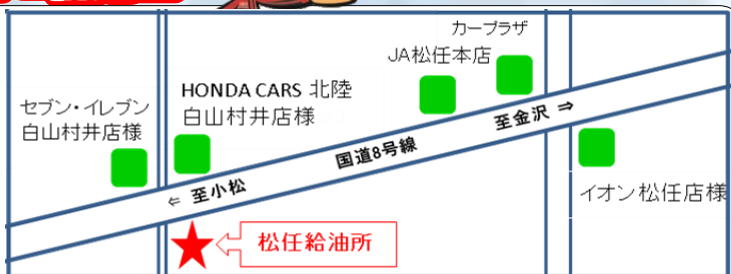 カープラザ
JA松任本店
HONDA CARS 北陸
白山村井店様
セブン・イレブン
白山村井店様
至金沢 ⇒
国道8号線
⇐ 至小松
イオン松任店様
松任給油所